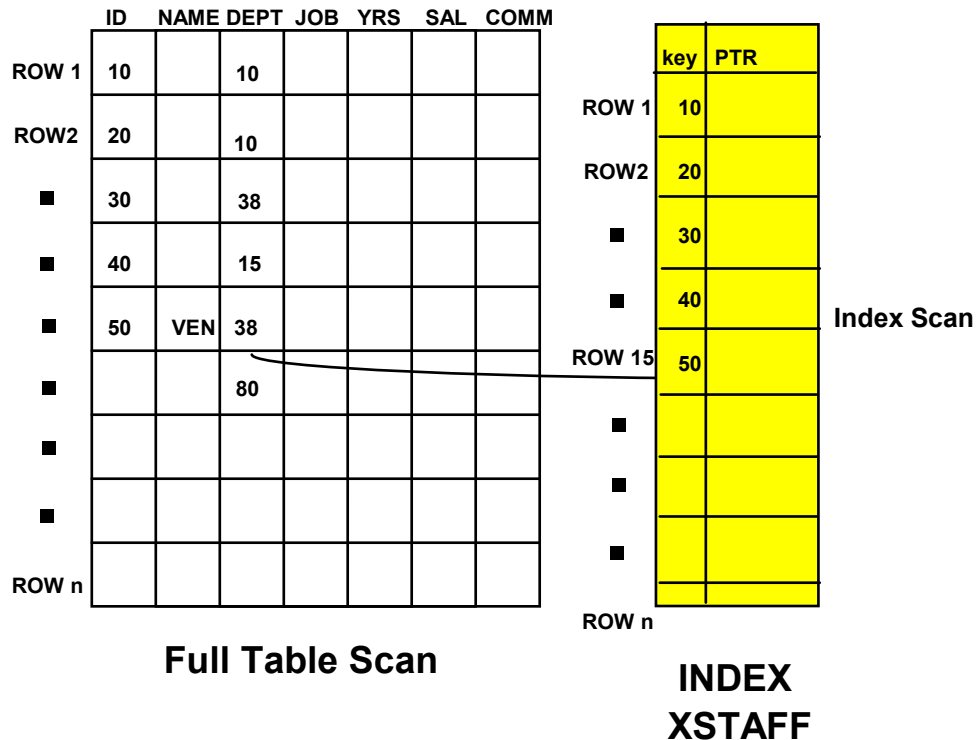 ID NAME DEPT JOB YRS SAL COMM
ROW 1 10 10
ROW2 20 10
30 38
40 15
50 VEN 38
80
ROW n
Full Table Scan
key PTR
ROW 1 10
ROW2 20
30
40
ROW 15 50
ROW n
Index Scan
INDEX
XSTAFF